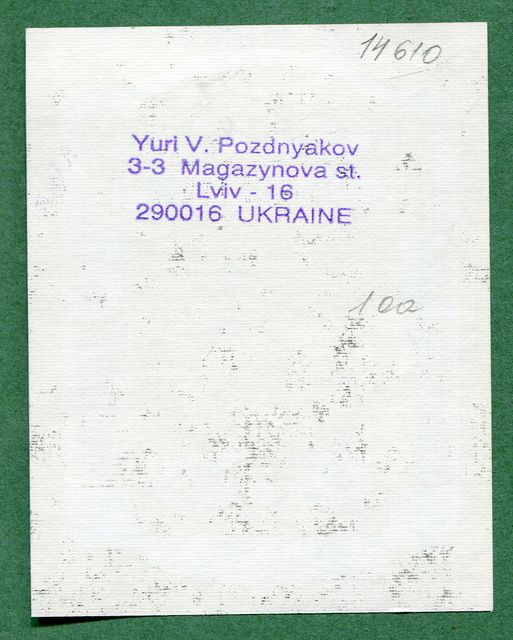 14610
Yuri V. Pozdnyakov
3-3 Magazynova st.
Lviv - 16
290016 UKRAINE
100